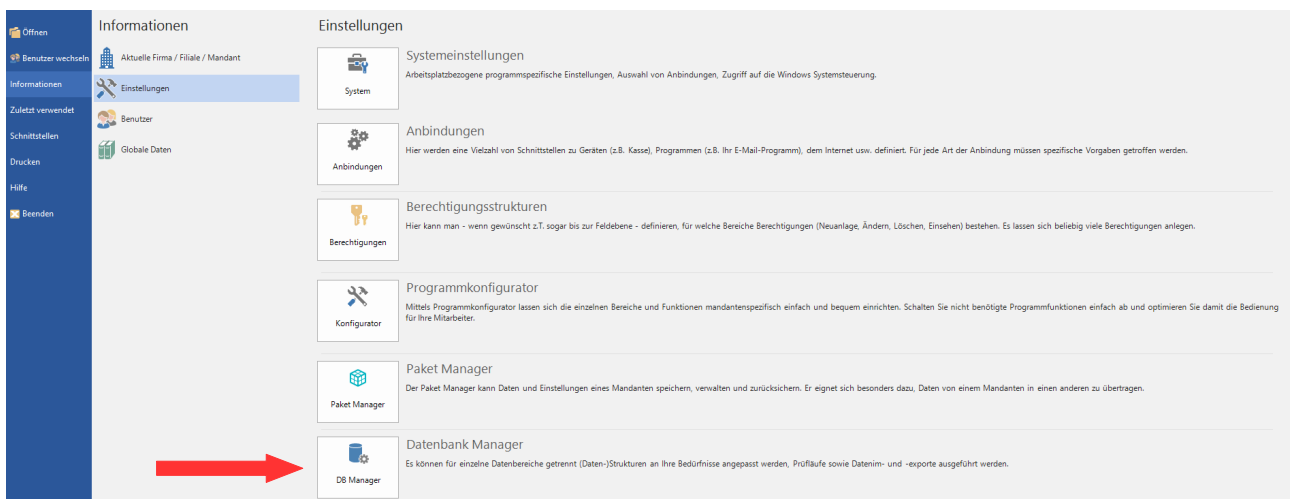 Öffnen
Benutzer wechseln
Informationen
Zuletzt verwendet
Schnittstellen
Drucken
Hilfe
Beenden
Informationen
Aktuelle Firma / Filiale / Mandant
Einstellungen
Benutzer
Globale Daten
Einstellungen
System
Systemeinstellungen
Arbeitsplatzbezogene programmspezifische Einstellungen, Auswahl von Anbindungen, Zugriff auf die Windows Systemsteuerung.
Anbindungen
Anbindungen
Hier werden eine Vielzahl von Schnittstellen zu Geräten (z.B. Kasse), Programmen (z.B. Ihr E-Mail-Programm), dem Internet usw. definiert. Für jede Art der Anbindung müssen spezifische Vorgaben getroffen werden.
Berechtigungen
Berechtigungsstrukturen
Hier kann man - wenn gewünscht z.T. sogar bis zur Feldebene - definieren, für welche Bereiche Berechtigungen (Neuanlage, Ändern, Löschen, Einsehen) bestehen. Es lassen sich beliebig viele Berechtigungen anlegen.
Konfigurator
Programmkonfigurator
Mittels Programmkonfigurator lassen sich die einzelnen Bereiche und Funktionen mandantenspezifisch einfach und bequem einrichten. Schalten Sie nicht benötigte Programmfunktionen einfach ab und optimieren Sie damit die Bedienung
für Ihre Mitarbeiter.
Paket Manager
Paket Manager
Der Paket Manager kann Daten und Einstellungen eines Mandanten speichern, verwalten und zurücksichern. Er eignet sich besonders dazu, Daten von einem Mandanten in einen anderen zu übertragen.
DB Manager
Datenbank Manager
Es können für einzelne Datenbereiche getrennt (Daten-)Strukturen an Ihre Bedürfnisse angepasst werden, Prüfläufe sowie Datenim- und -exporte ausgeführt werden.